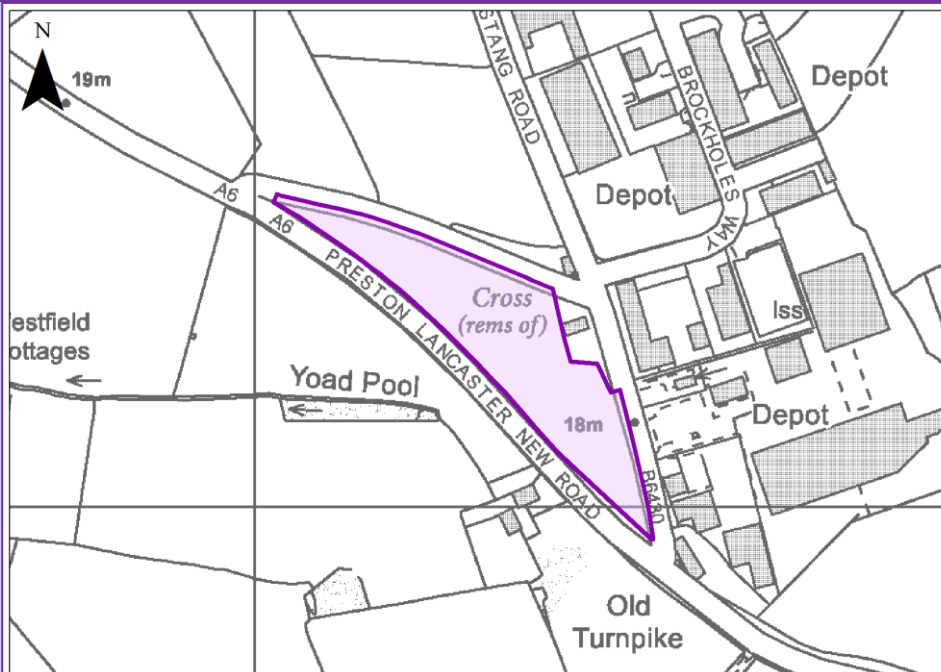 N
19m
STANG ROAD
BROCKHOLES WAY
Depot
Depot
A6
A6
PRESTON LANCASTER NEW ROAD
Cross
(rems of)
Iss
estfield
ottages
Yoad Pool
18m
Depot
B6430
Old
Turnpike